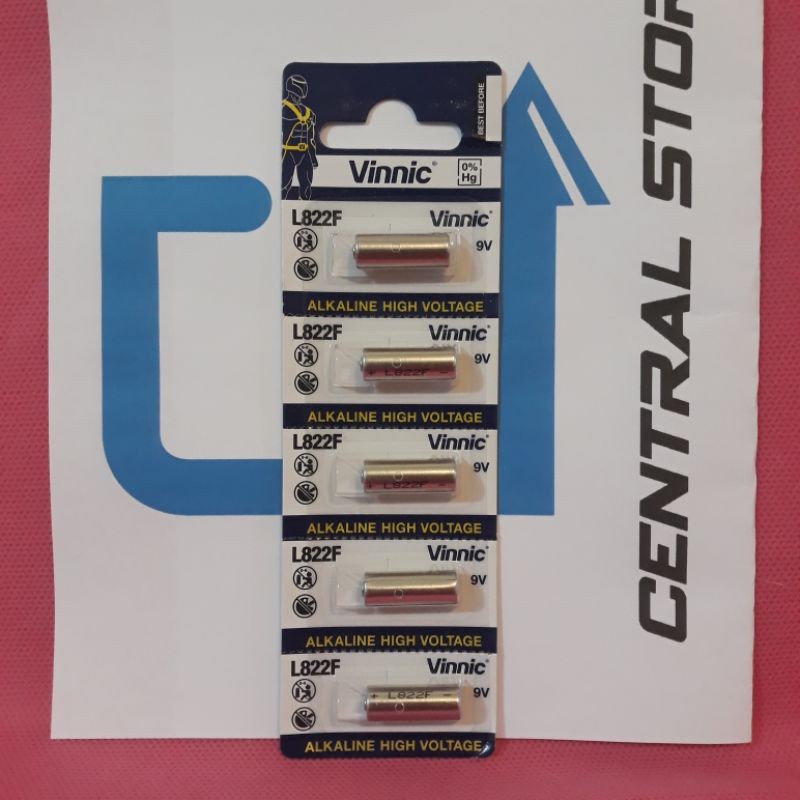 BEST BEFORE
Vinnic®
0%
Hg
L822F Vinnic®
9V
ALKALINE HIGH VOLTAGE
L822F Vinnic®
9V
+ L822F -
ALKALINE HIGH VOLTAGE
L822F Vinnic®
9V
+ L822F -
ALKALINE HIGH VOLTAGE
L822F Vinnic®
9V
ALKALINE HIGH VOLTAGE
L822F Vinnic®
9V
+ L822F -
ALKALINE HIGH VOLTAGE
CENTRAL STOR